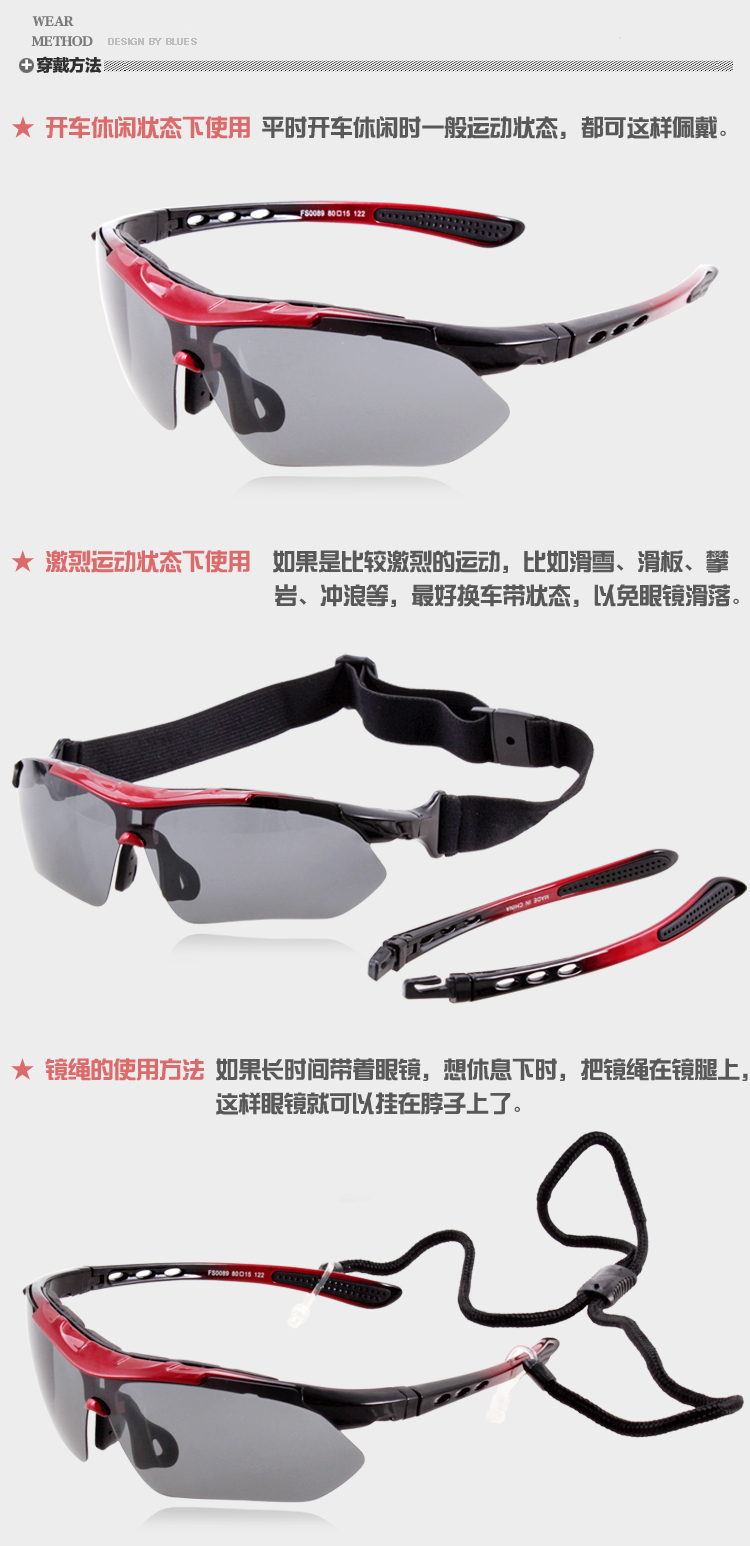 WEAR
METHOD DESIGN BY BLUES
穿戴方法
★ 开车休闲状态下使用 平时开车休闲时一般运动状态，都可这样佩戴。
FS0089 80□15 122
★ 激烈运动状态下使用 如果是比较激烈的运动，比如滑雪、滑板、攀
岩、冲浪等，最好换车带状态，以免眼镜滑落。
MADE IN CHINA
★ 镜绳的使用方法 如果长时间带着眼镜，想休息下时，把镜绳在镜腿上，
这样眼镜就可以挂在脖子上了。
FS0089 80□15 122